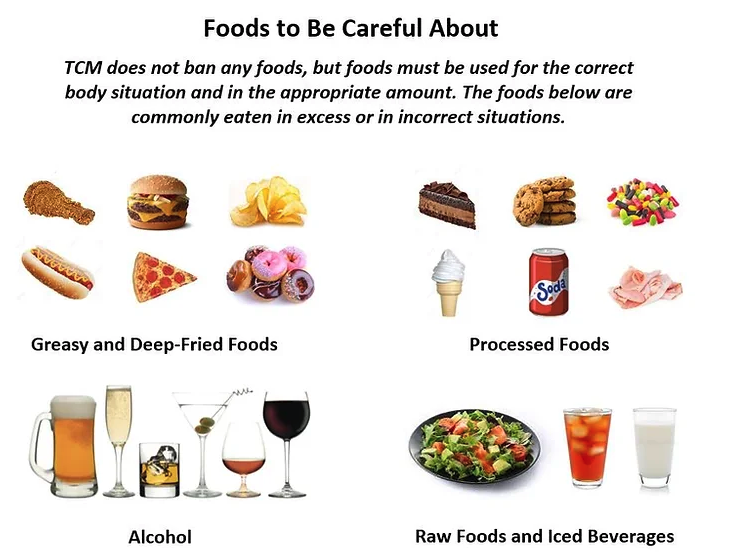 Foods to Be Careful About
TCM does not ban any foods, but foods must be used for the correct
body situation and in the appropriate amount. The foods below are
commonly eaten in excess or in incorrect situations.
Soda
Greasy and Deep-Fried Foods
Processed Foods
Alcohol
Raw Foods and Iced Beverages